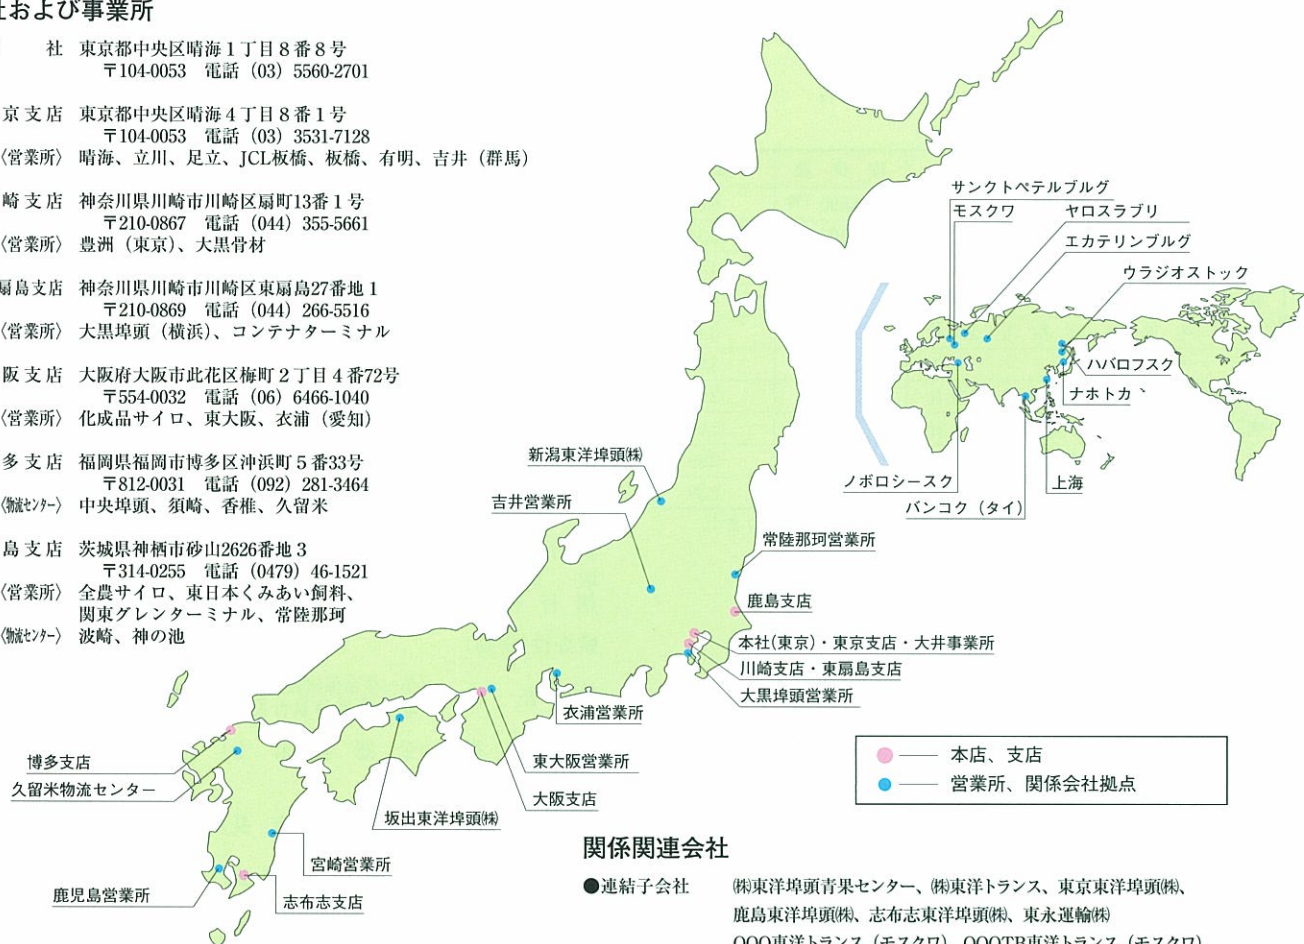 社および事業所
社 東京都中央区晴海1丁目8番8号
〒104-0053 電話(03)5560-2701
京支店 東京都中央区晴海4丁目8番1号
〒104-0053 電話(03)3531-7128
〈営業所〉 晴海、立川、足立、JCL板橋、板橋、有明、吉井(群馬)
崎支店 神奈川県川崎市川崎区扇町13番1号
〒210-0867 電話(044)355-5661
〈営業所〉 豊洲(東京)、大黒骨材
扇島支店 神奈川県川崎市川崎区東扇島27番地1
〒210-0869 電話(044)266-5516
〈営業所〉 大黒埠頭(横浜)、コンテナターミナル
阪支店 大阪府大阪市此花区梅町2丁目4番72号
〒554-0032 電話(06)6466-1040
〈営業所〉 化成品サイロ、東大阪、衣浦(愛知)
多支店 福岡県福岡市博多区沖浜町5番33号
〒812-0031 電話(092)281-3464
〈物流センター〉 中央埠頭、須崎、香椎、久留米
島支店 茨城県神栖市砂山2626番地3
〒314-0255 電話(0479)46-1521
〈営業所〉 全農サイロ、東日本くみあい飼料、
関東グレンターミナル、常陸那珂
〈物流センター〉 波崎、神の池
サンクトペテルブルグ
モスクワ
ヤロスラブリ
エカテリンブルグ
ウラジオストック
ハバロフスク
ナホトカ
上海
ノボロシースク
バンコク(タイ)
新潟東洋埠頭㈱
吉井営業所
常陸那珂営業所
鹿島支店
本社(東京)・東京支店・大井事業所
川崎支店・東扇島支店
大黒埠頭営業所
衣浦営業所
東大阪営業所
大阪支店
坂出東洋埠頭㈱
博多支店
久留米物流センター
宮崎営業所
鹿児島営業所
志布志支店
本店、支店
営業所、関係会社拠点
関係関連会社
●連結子会社 ㈱東洋埠頭青果センター、㈱東洋トランス、東京東洋埠頭㈱、
鹿島東洋埠頭㈱、志布志東洋埠頭㈱、東永運輸㈱
OOO東洋トランス(モスクワ)、OOOTB東洋トランス(モスクワ)